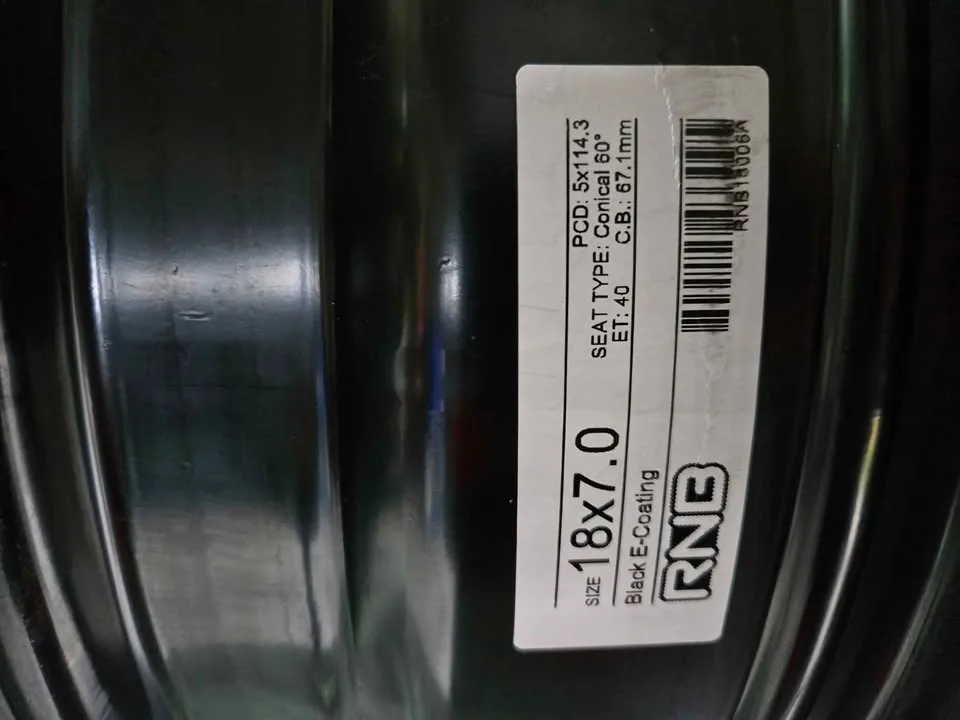 PCD: 5x114.3
SIZE 18x7.0
SEAT TYPE: Conical 60°
ET: 40 C.B.: 67.1mm
Black E-Coating
RNB